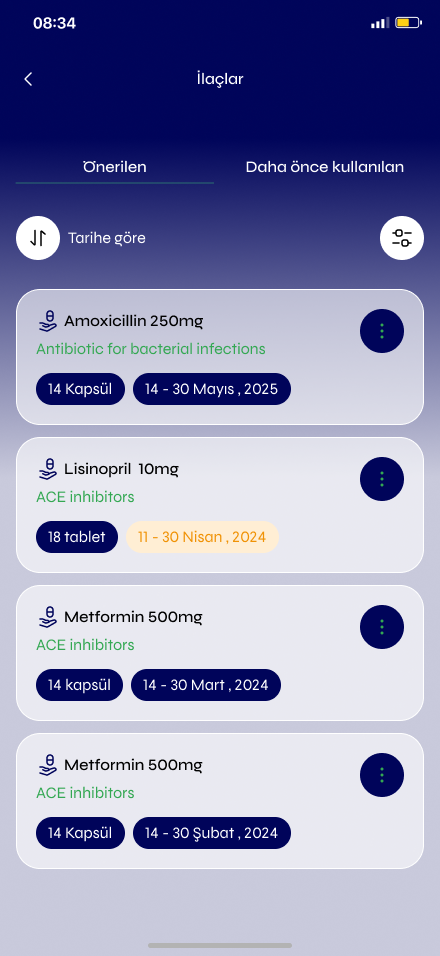 08:34
İlaçlar
Önerilen
Daha önce kullanılan
Tarihe göre
Amoxicillin 250mg
Antibiotic for bacterial infections
14 Kapsül
14 - 30 Mayıs , 2025
Lisinopril  10mg
ACE inhibitors
18 tablet
11 - 30 Nisan , 2024
Metformin 500mg
ACE inhibitors
14 kapsül
14 - 30 Mart , 2024
Metformin 500mg
ACE inhibitors
14 Kapsül
14 - 30 Şubat , 2024